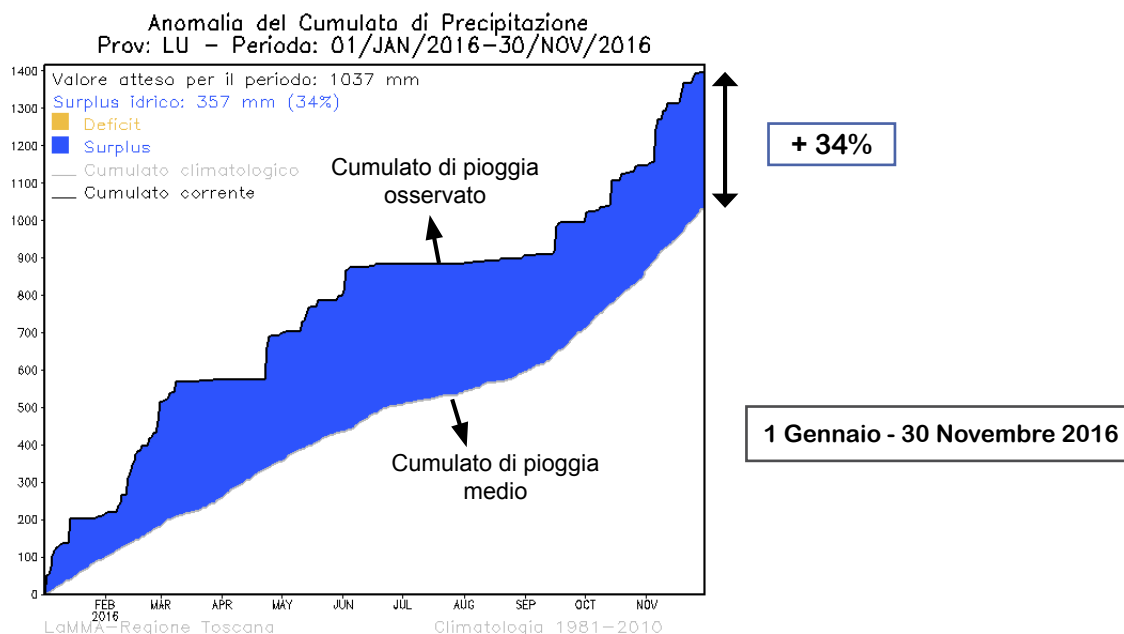 Anomalia del Cumulato di Precipitazione
Prov: LU – Periodo: 01/JAN/2016–30/NOV/2016
Valore atteso per il periodo: 1037 mm
Surplus idrico: 357 mm (34%)
Deficit
Surplus
Cumulato climatologico
Cumulato corrente
1400
1300
1200
1100
1000
900
800
700
600
500
400
300
200
100
0
Cumulato di pioggia
osservato
Cumulato di pioggia
medio
+ 34%
1 Gennaio - 30 Novembre 2016
FEB MAR APR MAY JUN JUL AUG SEP OCT NOV
2016
LaMMA–Regione Toscana Climatologia 1981–2010